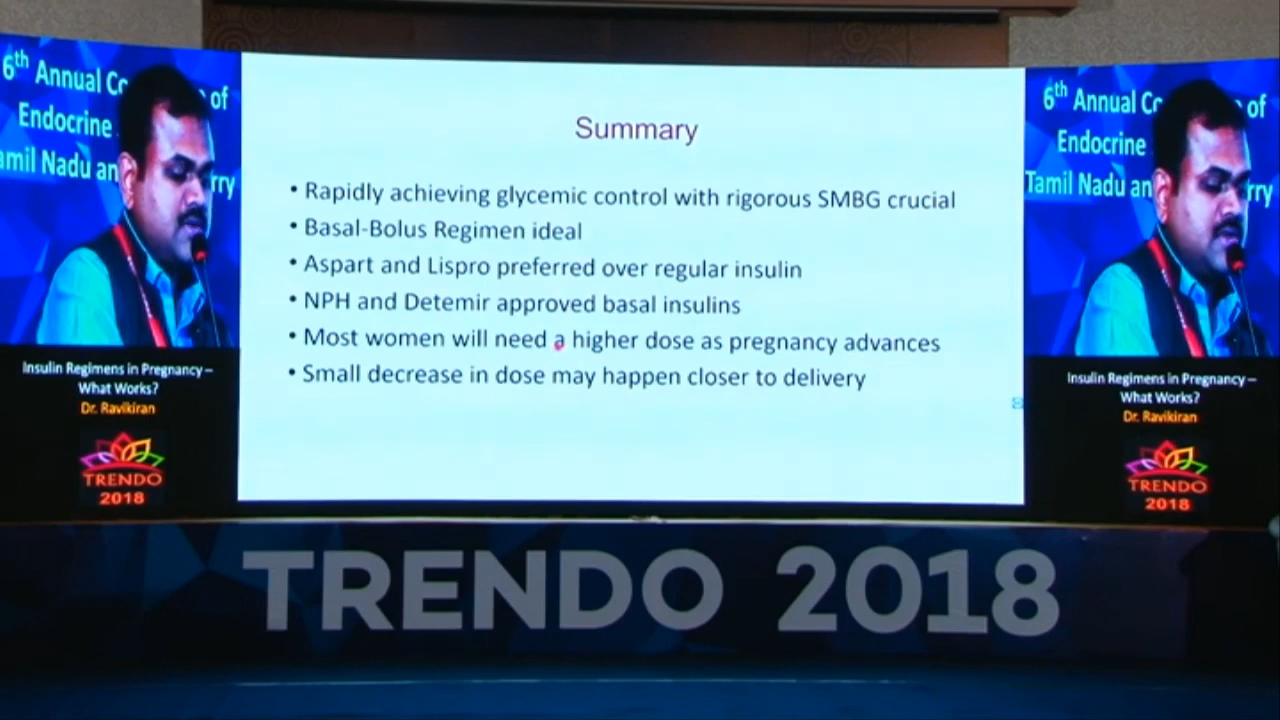 6th Annual Co of
Endocrine
amil Nadu an rry
Insulin Regimens in Pregnancy –
What Works?
Dr. Ravikiran
TRENDO
2018
Summary
• Rapidly achieving glycemic control with rigorous SMBG crucial
• Basal-Bolus Regimen ideal
• Aspart and Lispro preferred over regular insulin
• NPH and Detemir approved basal insulins
• Most women will need a higher dose as pregnancy advances
• Small decrease in dose may happen closer to delivery
6th Annual Co of
Endocrine
Tamil Nadu an rry
Insulin Regimens in Pregnancy –
What Works?
Dr. Ravikiran
TRENDO
2018
TRENDO 2018